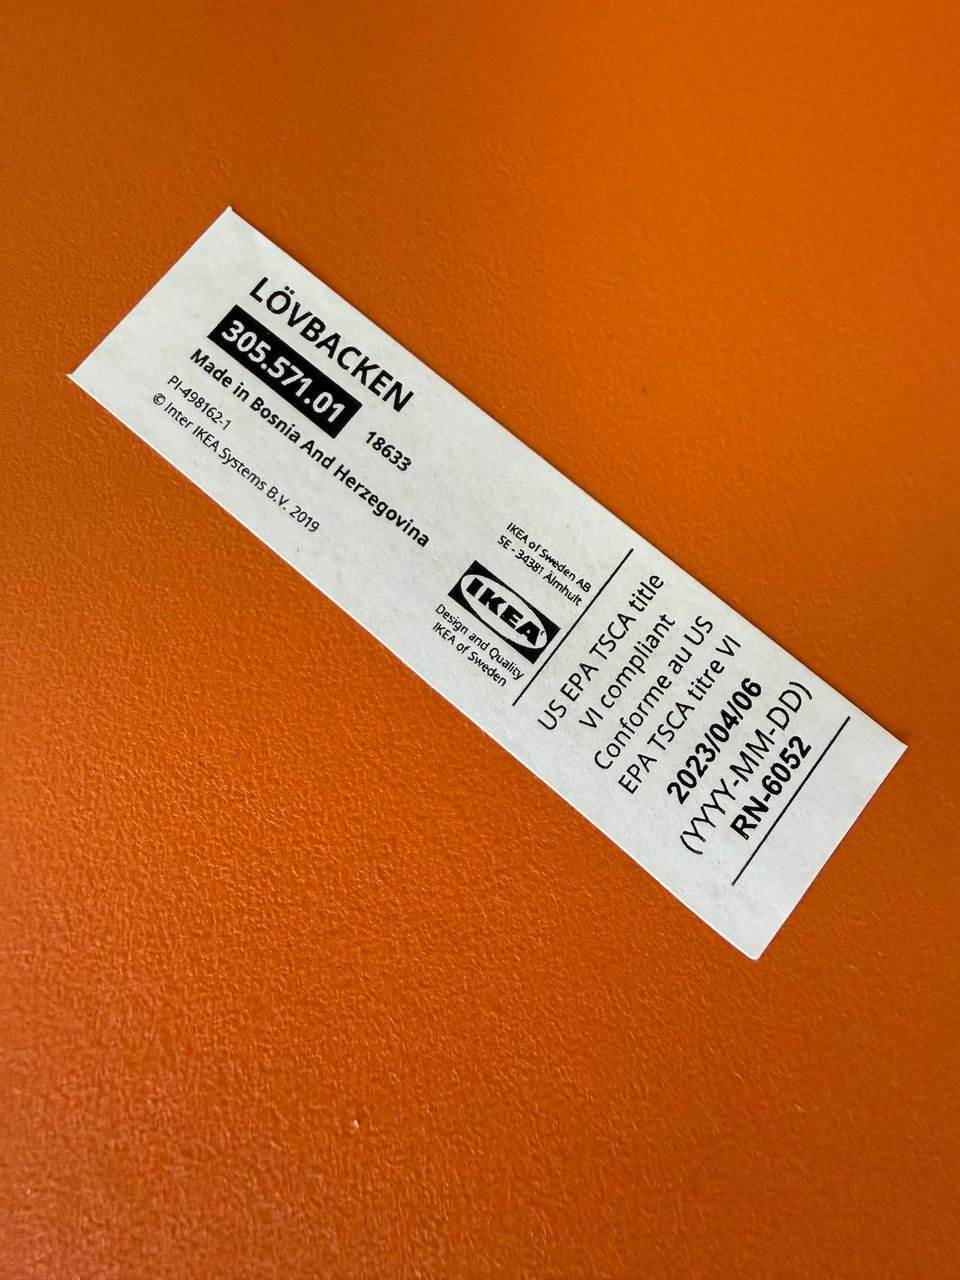 LÖVBACKEN
305.571.01
18633
Made in Bosnia And Herzegovina
PI-498162-1
© Inter IKEA Systems B.V. 2019
IKEA of Sweden AB
SE - 34381 Älmhult
IKEA
Design and Quality
IKEA of Sweden
US EPA TSCA title
VI compliant
Conforme au US
EPA TSCA titre VI
2023/04/06
(YYYY-MM-DD)
RN-6052